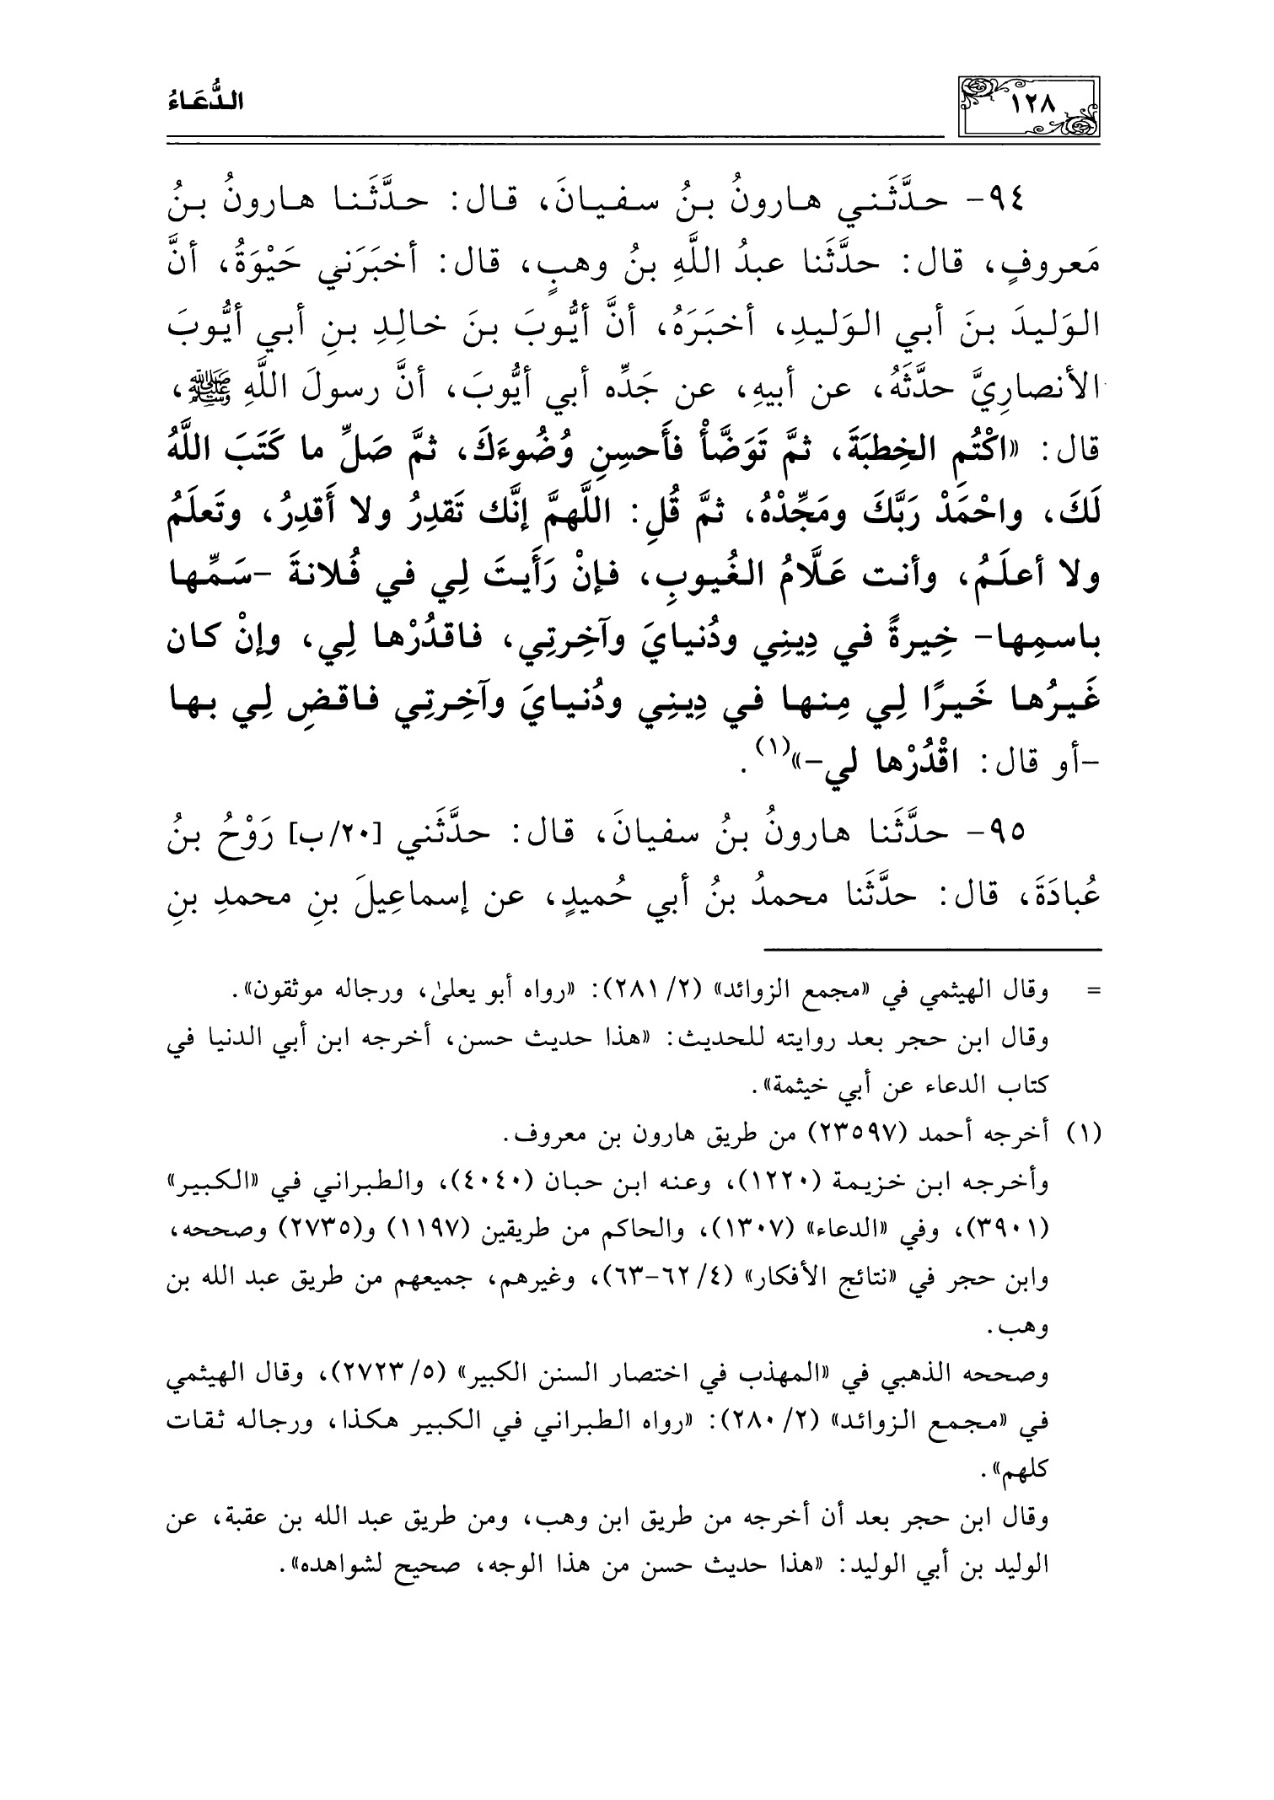 ١٢٨
الدُّعَاءُ
٩٤- حدَّثَني هارونُ بنُ سفيانَ، قال: حدَّثَنا هارونُ بنُ
مَعروفٍ، قال: حدَّثَنا عبدُ اللَّهِ بنُ وهبٍ، قال: أخبَرَني حَيْوَةُ، أنَّ
الوَليدَ بنَ أبي الوَليدِ، أخبَرَهُ، أنَّ أيُّوبَ بنَ خالِدِ بنِ أبي أيُّوبَ
الأنصارِيَّ حدَّثَهُ، عن أبيهِ، عن جَدِّه أبي أيُّوبَ، أنَّ رسولَ اللَّهِ ﷺ،
قال: «اكْتُمِ الخِطبَةَ، ثمَّ تَوَضَّأْ فأَحسِنِ وُضُوءَكَ، ثمَّ صَلِّ ما كَتَبَ اللَّهُ
لَكَ، واحْمَدْ رَبَّكَ ومَجِّدْهُ، ثمَّ قُلِ: اللَّهمَّ إنَّك تَقدِرُ ولا أَقدِرُ، وتَعلَمُ
ولا أعلَمُ، وأنت عَلَّامُ الغُيوبِ، فإنْ رَأَيتَ لِي في فُلانةَ -سَمِّها
باسمِها- خِيرةً في دِينِي ودُنيايَ وآخِرتِي، فاقدُرْها لِي، وإنْ كان
غَيرُها خَيرًا لِي مِنها في دِينِي ودُنيايَ وآخِرتِي فاقضِ لِي بها
-أو قال: اقْدُرْها لي-»(١).
٩٥- حدَّثَنا هارونُ بنُ سفيانَ، قال: حدَّثَني [٢٠/ب] رَوْحُ بنُ
عُبادَةَ، قال: حدَّثَنا محمدُ بنُ أبي حُميدٍ، عن إسماعِيلَ بنِ محمدِ بنِ
= وقال الهيثمي في «مجمع الزوائد» (٢/ ٢٨١): «رواه أبو يعلىٰ، ورجاله موثقون».
وقال ابن حجر بعد روايته للحديث: «هذا حديث حسن، أخرجه ابن أبي الدنيا في
كتاب الدعاء عن أبي خيثمة».
(١) أخرجه أحمد (٢٣٥٩٧) من طريق هارون بن معروف.
وأخرجه ابن خزيمة (١٢٢٠)، وعنه ابن حبان (٤٠٤٠)، والطبراني في «الكبير»
(٣٩٠١)، وفي «الدعاء» (١٣٠٧)، والحاكم من طريقين (١١٩٧) و(٢٧٣٥) وصححه،
وابن حجر في «نتائج الأفكار» (٤/ ٦٢-٦٣)، وغيرهم، جميعهم من طريق عبد الله بن
وهب.
وصححه الذهبي في «المهذب في اختصار السنن الكبير» (٥/ ٢٧٢٣)، وقال الهيثمي
في «مجمع الزوائد» (٢/ ٢٨٠): «رواه الطبراني في الكبير هكذا، ورجاله ثقات
كلهم».
وقال ابن حجر بعد أن أخرجه من طريق ابن وهب، ومن طريق عبد الله بن عقبة، عن
الوليد بن أبي الوليد: «هذا حديث حسن من هذا الوجه، صحيح لشواهده».